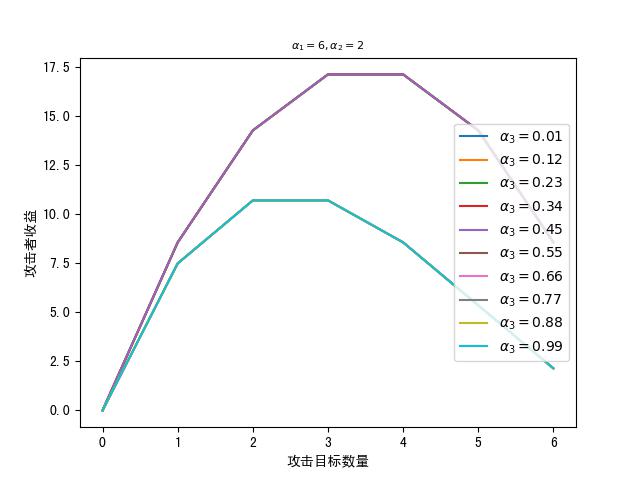 α₁ = 6, α₂ = 2
攻击者收益
17.5
15.0
12.5
10.0
7.5
5.0
2.5
0.0
α₃ = 0.01
α₃ = 0.12
α₃ = 0.23
α₃ = 0.34
α₃ = 0.45
α₃ = 0.55
α₃ = 0.66
α₃ = 0.77
α₃ = 0.88
α₃ = 0.99
0 1 2 3 4 5 6
攻击目标数量